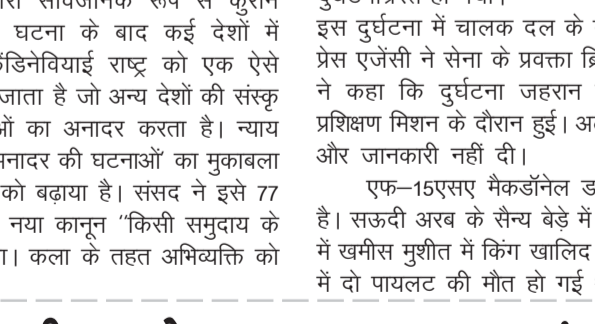 सार्वजनिक रूप से कुरान
घटना के बाद कई देशों में
राष्ट्र को एक ऐसे
जाता है जो अन्य देशों की
का अनादर करता है। न्याय
की घटनाओं’ का मुकाबला
को बढ़ाया है। संसद ने इसे 77
नया कानून ‘‘किसी समुदाय के
कला के तहत अभिव्यक्ति को
इस दुर्घटना में चालक दल के
प्रेस एजेंसी ने सेना के प्रवक्ता
ने कहा कि दुर्घटना जहरान
प्रशिक्षण मिशन के दौरान हुई।
और जानकारी नहीं दी।
एफ–15एसए मैकडॉनेल
है। सऊदी अरब के सैन्य बेड़े में
में खमीस मुशीत में किंग खालिद
में दो पायलट की मौत हो गई